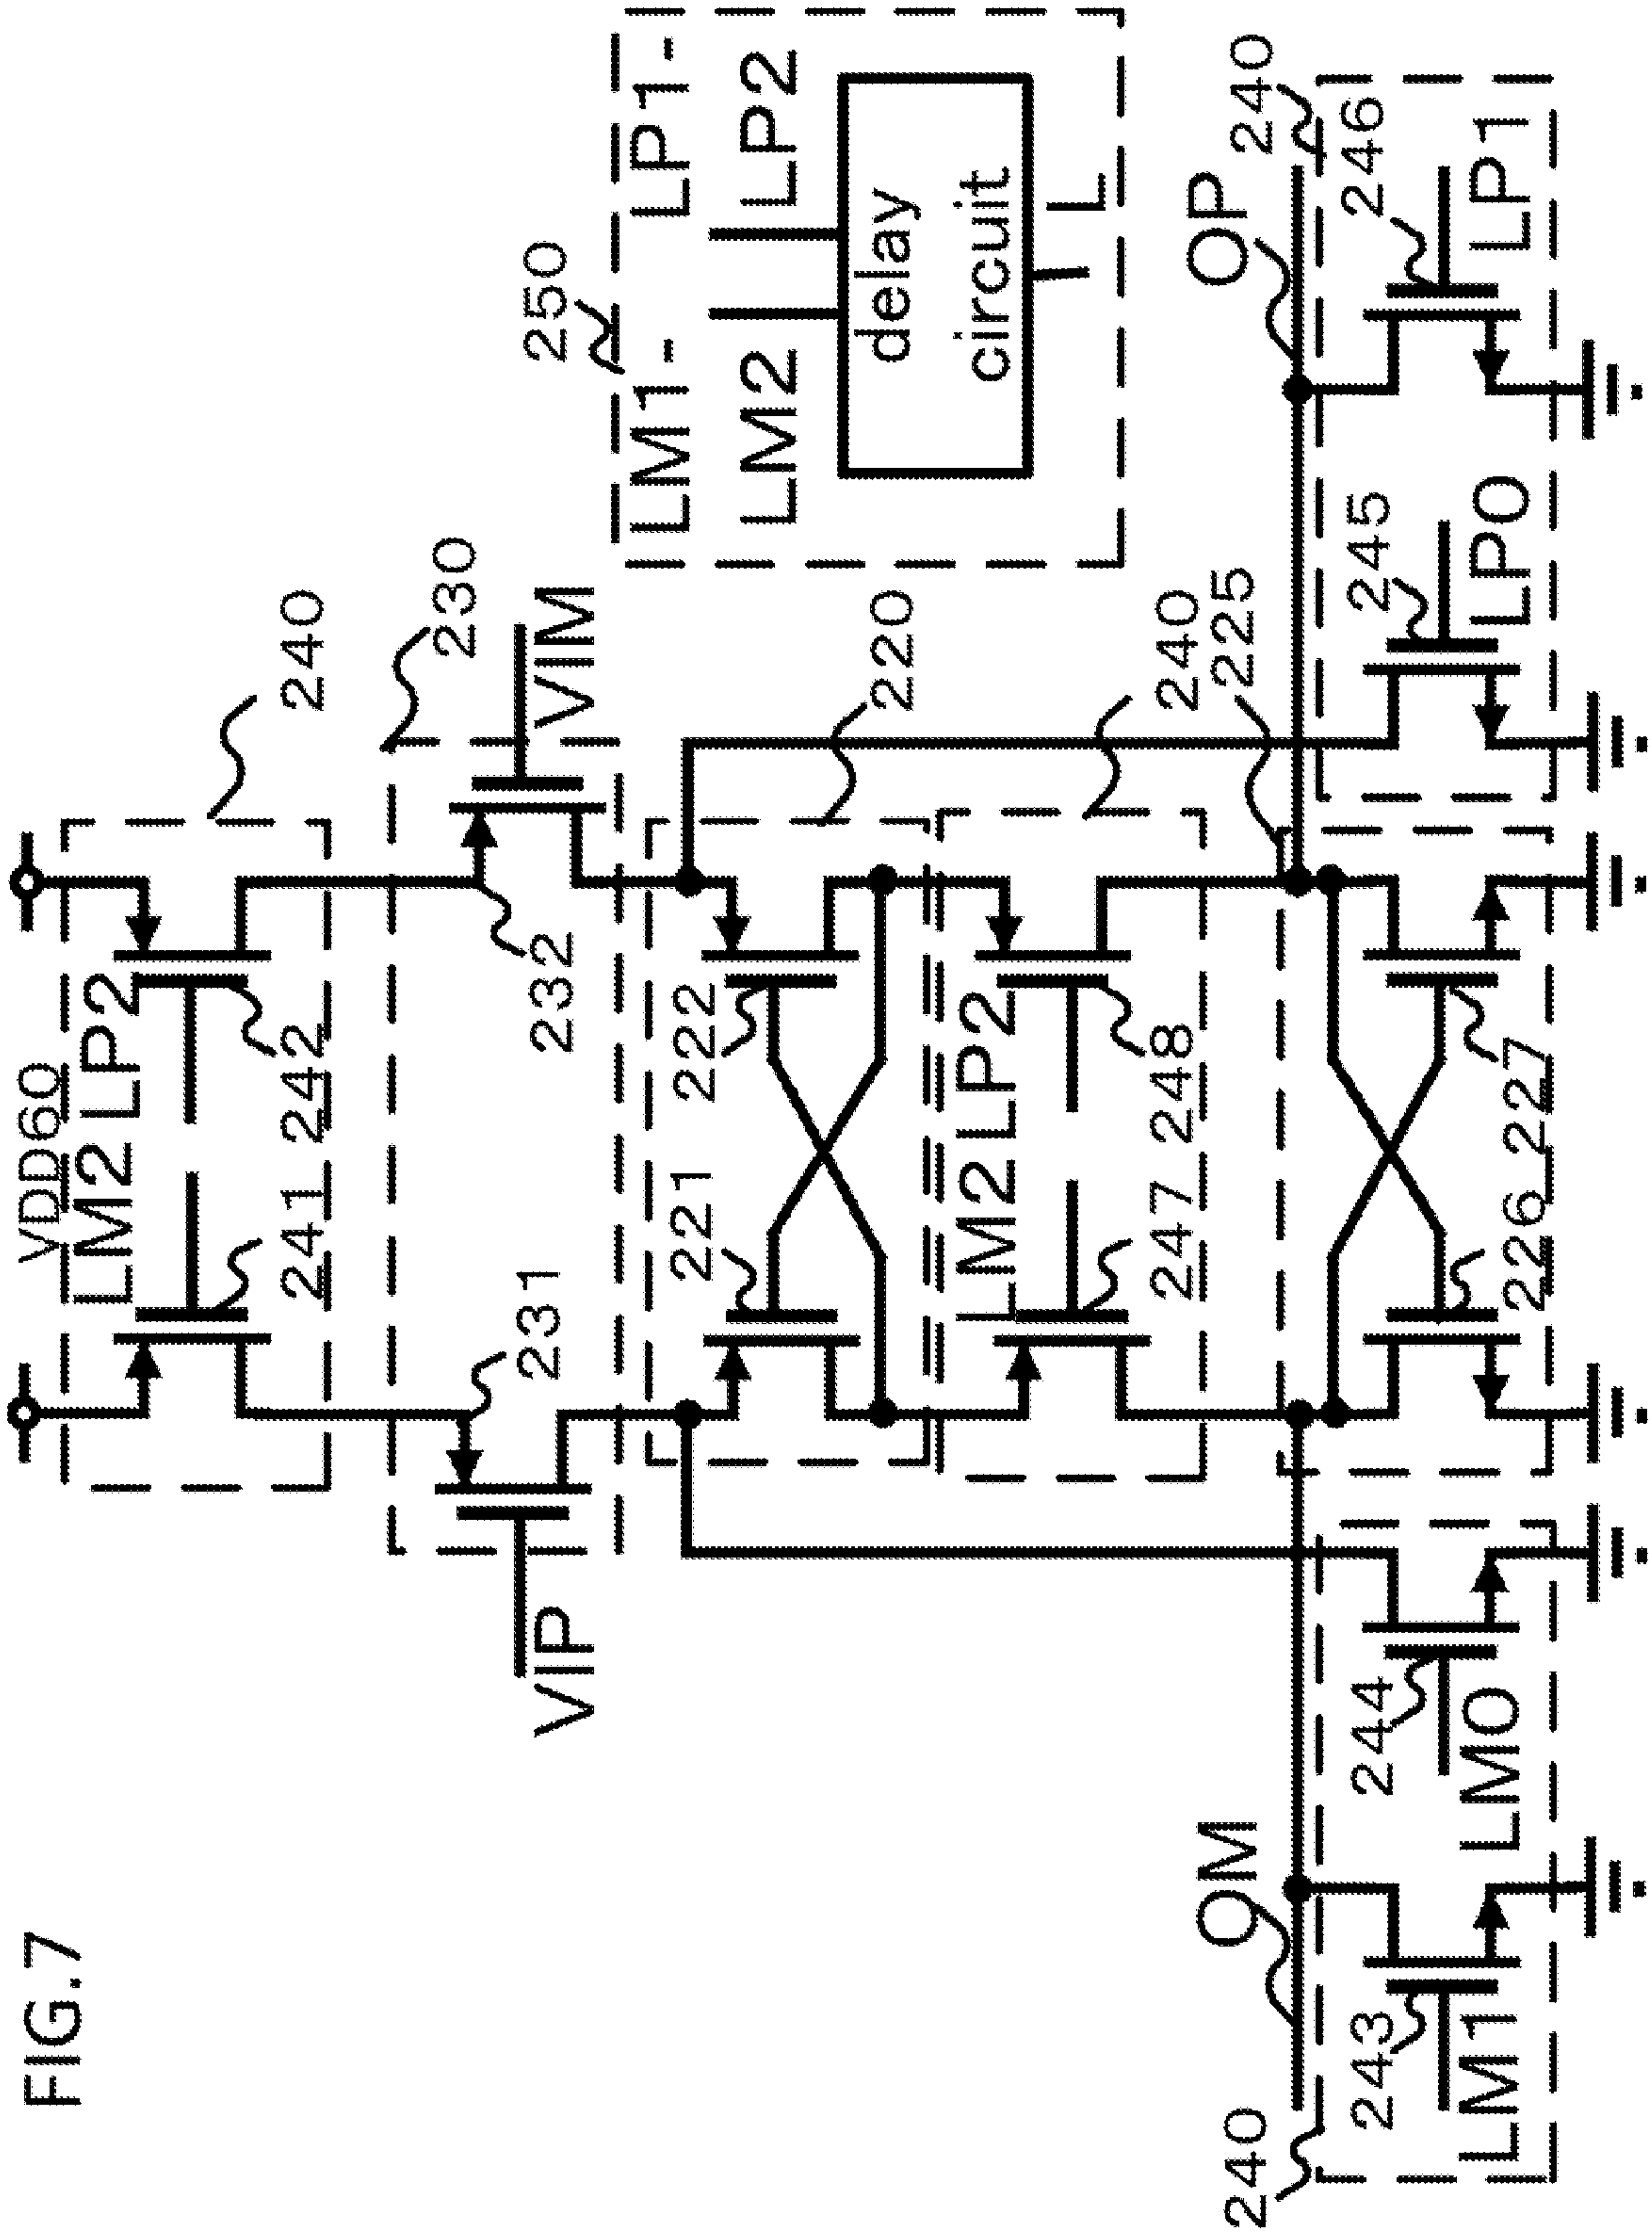 FIG.7
VDD60
LM2 LP2
241 242
240
230
231
232
VIP
VIM
250
LM1- LP1-
LM2 LP2
delay
circuit
L
221 222
220
LM2 LP2
247 248
240
225
OM
OP
240
240
243
244
245
246
LM1
LM0
226 227
LP0
LP1